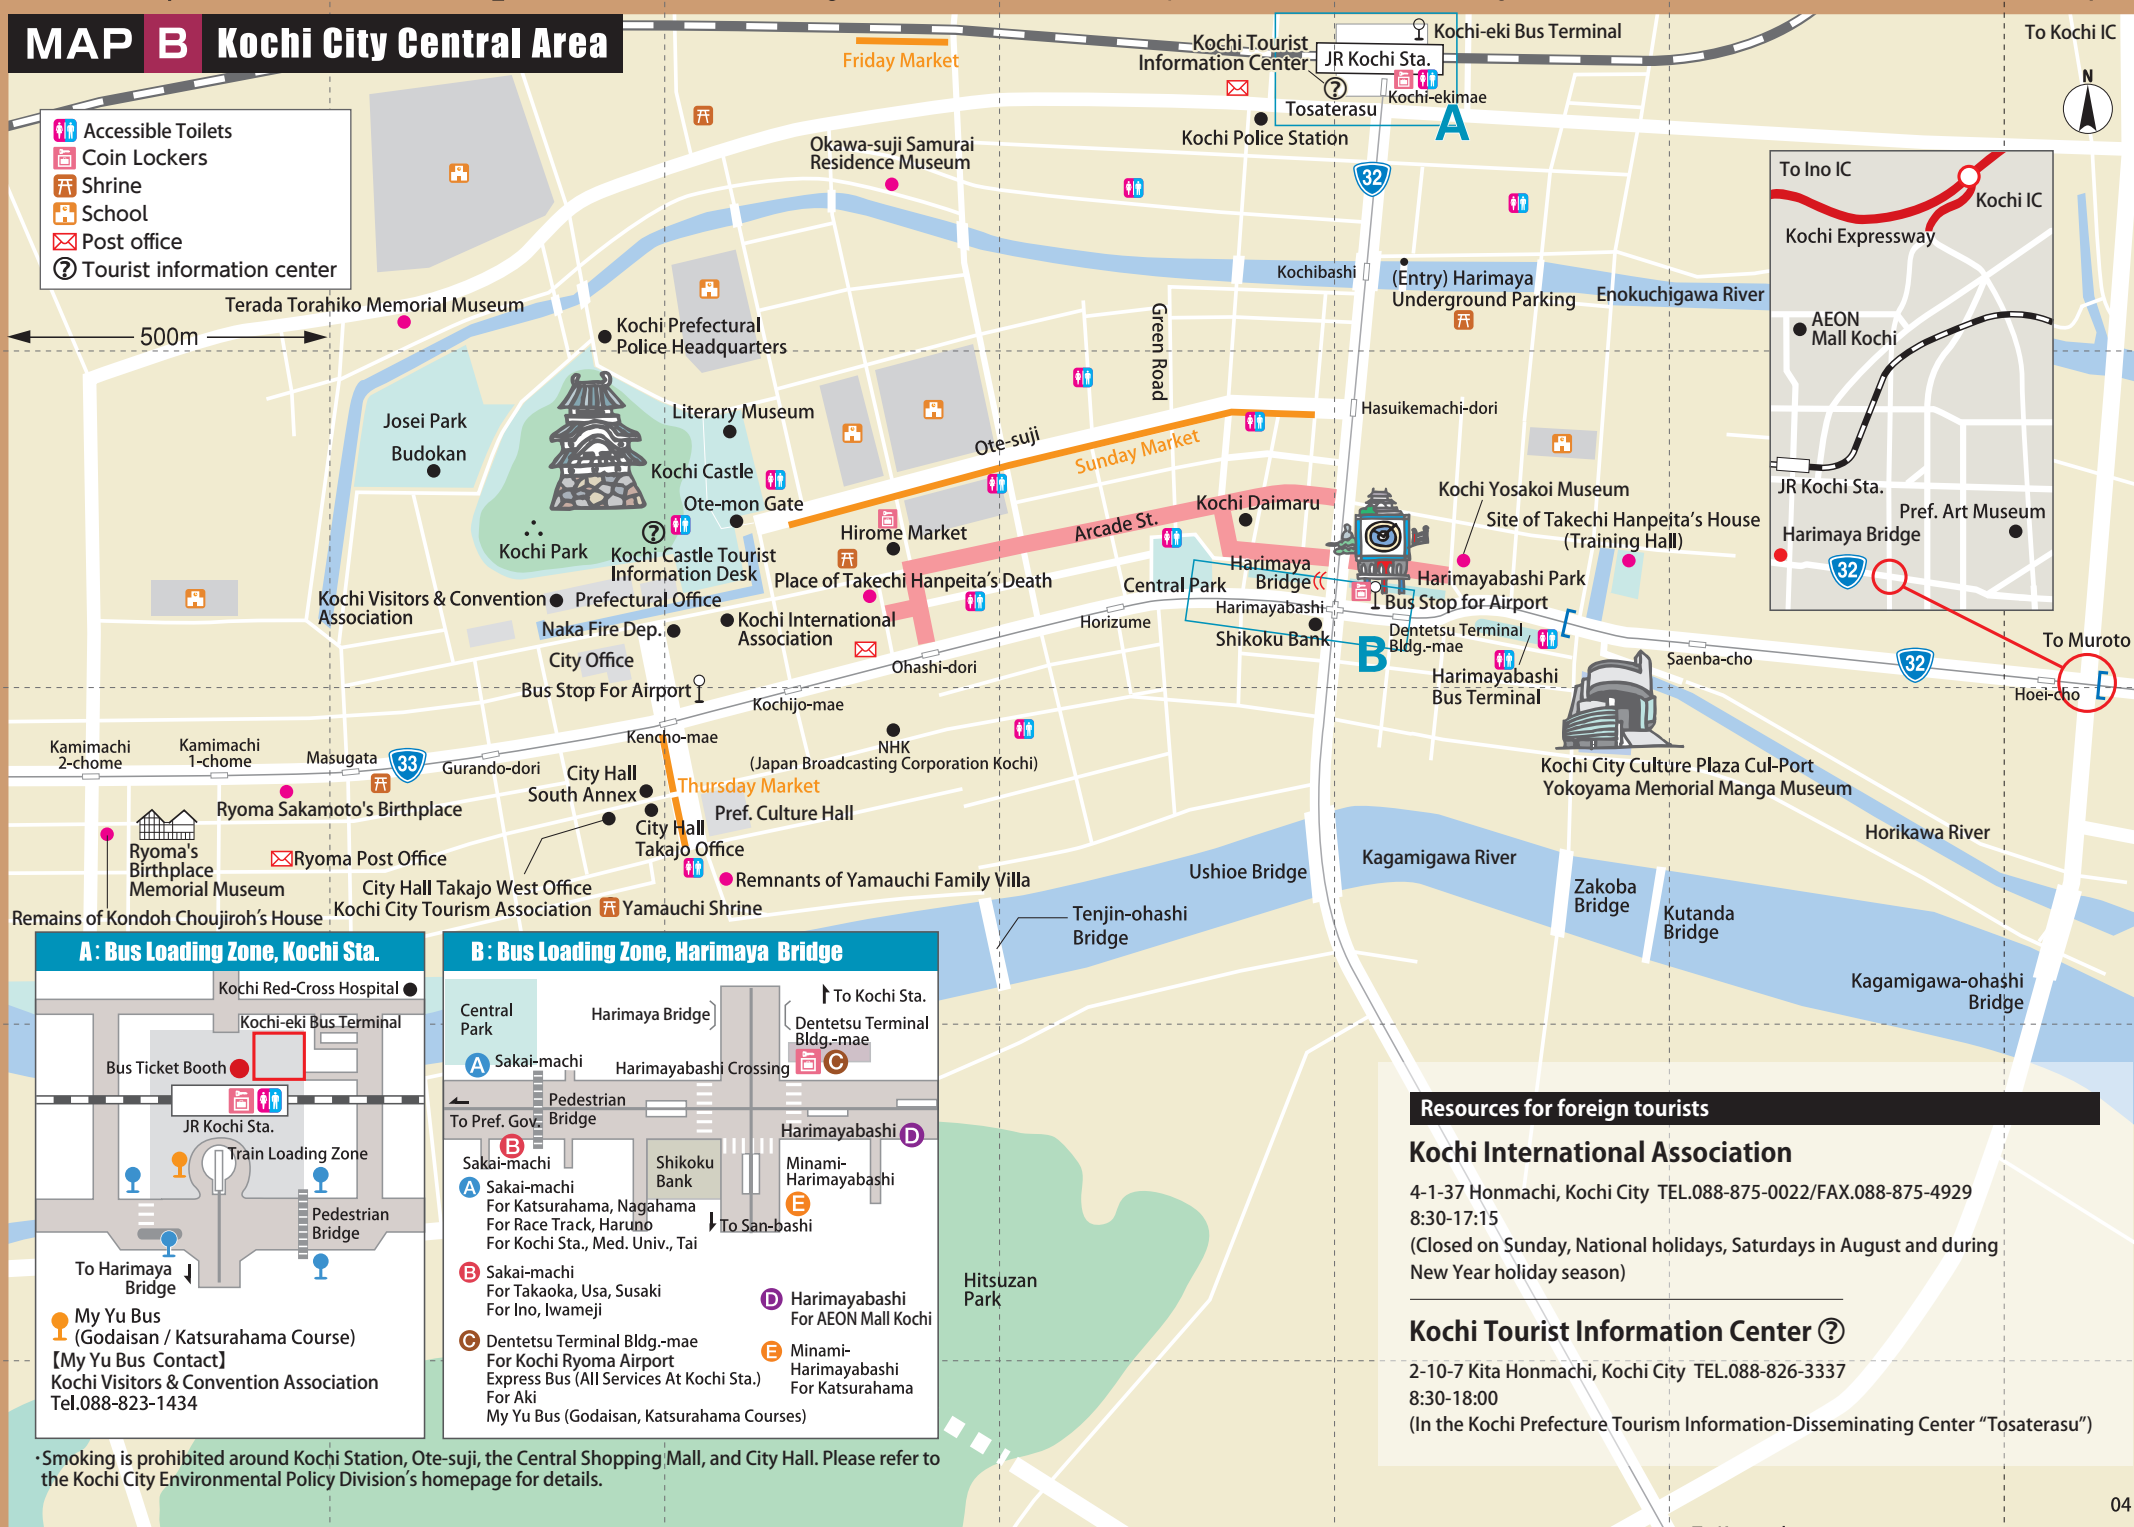 MAP B Kochi City Central Area
Accessible Toilets
Coin Lockers
Shrine
School
Post office
Tourist information center
500m
Friday Market
Kochi Tourist
Information Center
JR Kochi Sta.
Kochi-eki Bus Terminal
Kochi-ekimae
Tosaterasu
A
Kochi Police Station
To Kochi IC
N
Okawa-suji Samurai
Residence Museum
32
Terada Torahiko Memorial Museum
Kochi Prefectural
Police Headquarters
Kochibashi
(Entry) Harimaya
Underground Parking
Enokuchigawa River
Green Road
To Ino IC
Kochi IC
Kochi Expressway
AEON
Mall Kochi
JR Kochi Sta.
Pref. Art Museum
Harimaya Bridge
32
Josei Park
Budokan
Literary Museum
Kochi Castle
Ote-mon Gate
Ote-suji
Sunday Market
Hasuikemachi-dori
Kochi Park
Kochi Castle Tourist
Information Desk
Hirome Market
Arcade St.
Kochi Daimaru
Kochi Yosakoi Museum
Site of Takechi Hanpeita's House
(Training Hall)
Place of Takechi Hanpeita's Death
Central Park
Harimaya
Bridge
Harimayabashi Park
Harimayabashi
Bus Stop for Airport
Kochi Visitors & Convention
Association
Prefectural Office
Naka Fire Dep.
Kochi International
Association
City Office
Horizume
Shikoku Bank
B
Dentetsu Terminal
Bldg.-mae
Harimayabashi
Bus Terminal
Saenba-cho
32
To Muroto
Hoei-cho
Ohashi-dori
Bus Stop For Airport
Kochijo-mae
Kencho-mae
NHK
(Japan Broadcasting Corporation Kochi)
Kamimachi
2-chome
Kamimachi
1-chome
Masugata
33
Gurando-dori
City Hall
South Annex
Thursday Market
Pref. Culture Hall
City Hall
Takajo Office
Ryoma Sakamoto's Birthplace
Ryoma's
Birthplace
Memorial Museum
Ryoma Post Office
City Hall Takajo West Office
Kochi City Tourism Association
Yamauchi Shrine
Remnants of Yamauchi Family Villa
Remains of Kondoh Choujiroh's House
Kochi City Culture Plaza Cul-Port
Yokoyama Memorial Manga Museum
Horikawa River
Ushioe Bridge
Kagamigawa River
Tenjin-ohashi
Bridge
Zakoba
Bridge
Kutanda
Bridge
Kagamigawa-ohashi
Bridge
Hitsuzan
Park
A : Bus Loading Zone, Kochi Sta.
Kochi Red-Cross Hospital
Kochi-eki Bus Terminal
Bus Ticket Booth
JR Kochi Sta.
Train Loading Zone
Pedestrian
Bridge
To Harimaya
Bridge
My Yu Bus
(Godaisan / Katsurahama Course)
【My Yu Bus Contact】
Kochi Visitors & Convention Association
Tel.088-823-1434
B : Bus Loading Zone, Harimaya Bridge
Central
Park
Harimaya Bridge
To Kochi Sta.
Dentetsu Terminal
Bldg.-mae
A Sakai-machi
Harimayabashi Crossing
C
To Pref. Gov.
Pedestrian
Bridge
B
Sakai-machi
Harimayabashi D
Shikoku
Bank
Minami-
Harimayabashi
E
To San-bashi
A Sakai-machi
For Katsurahama, Nagahama
For Race Track, Haruno
For Kochi Sta., Med. Univ., Tai
B Sakai-machi
For Takaoka, Usa, Susaki
For Ino, Iwameji
C Dentetsu Terminal Bldg.-mae
For Kochi Ryoma Airport
Express Bus (All Services At Kochi Sta.)
For Aki
My Yu Bus (Godaisan, Katsurahama Courses)
D Harimayabashi
For AEON Mall Kochi
E Minami-
Harimayabashi
For Katsurahama
・Smoking is prohibited around Kochi Station, Ote-suji, the Central Shopping Mall, and City Hall. Please refer to
the Kochi City Environmental Policy Division's homepage for details.
Resources for foreign tourists
Kochi International Association
4-1-37 Honmachi, Kochi City TEL.088-875-0022/FAX.088-875-4929
8:30-17:15
(Closed on Sunday, National holidays, Saturdays in August and during
New Year holiday season)
Kochi Tourist Information Center ?
2-10-7 Kita Honmachi, Kochi City TEL.088-826-3337
8:30-18:00
(In the Kochi Prefecture Tourism Information-Disseminating Center “Tosaterasu”)
04